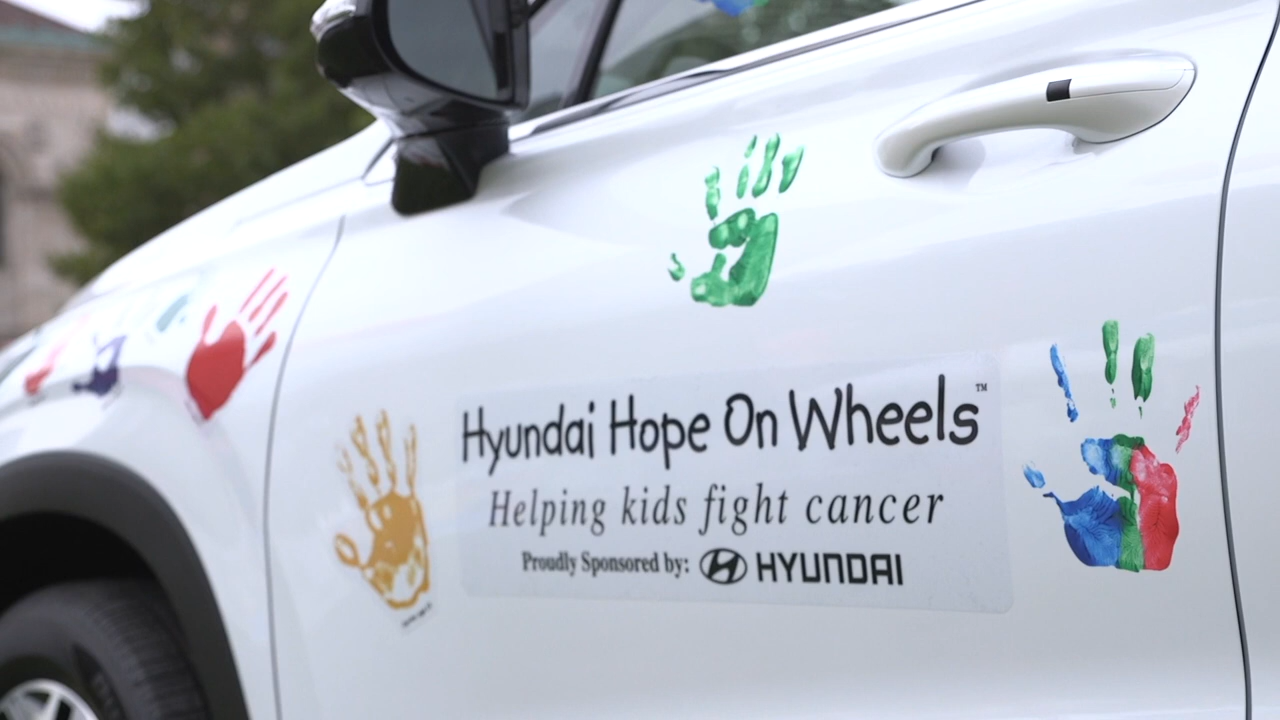 Hyundai Hope On Wheels™
Helping kids fight cancer
Proudly Sponsored by: HYUNDAI